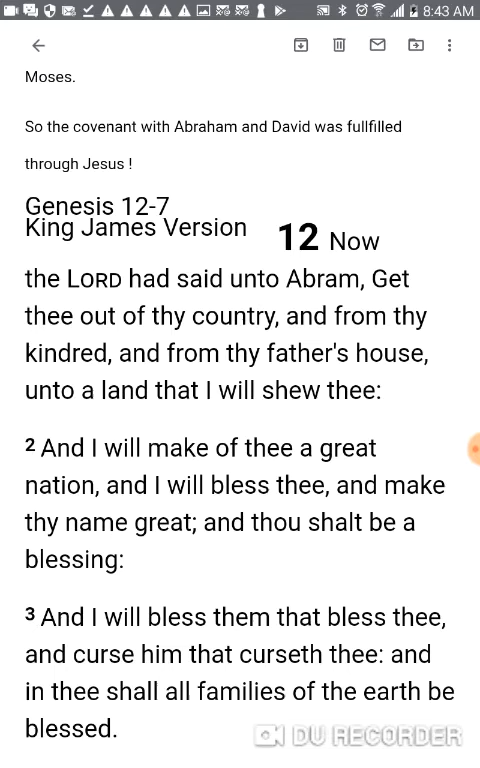 8:43 AM
Moses.
So the covenant with Abraham and David was fullfilled
through Jesus !
Genesis 12-7
King James Version 12 Now
the LORD had said unto Abram, Get
thee out of thy country, and from thy
kindred, and from thy father's house,
unto a land that I will shew thee:
2 And I will make of thee a great
nation, and I will bless thee, and make
thy name great; and thou shalt be a
blessing:
3 And I will bless them that bless thee,
and curse him that curseth thee: and
in thee shall all families of the earth be
blessed.
DU RECORDER